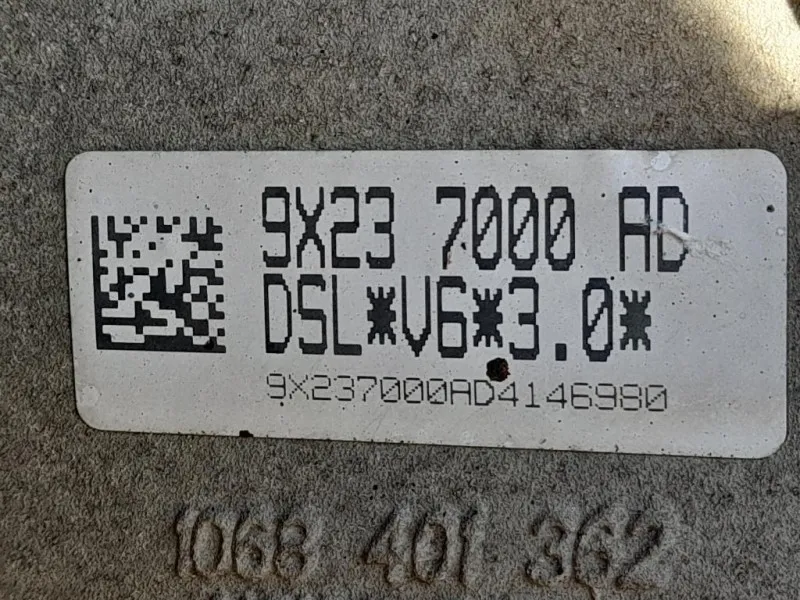 9X23 7000 AD
DSL*V6*3.0*
9X237000AD4146980
1068 401 362